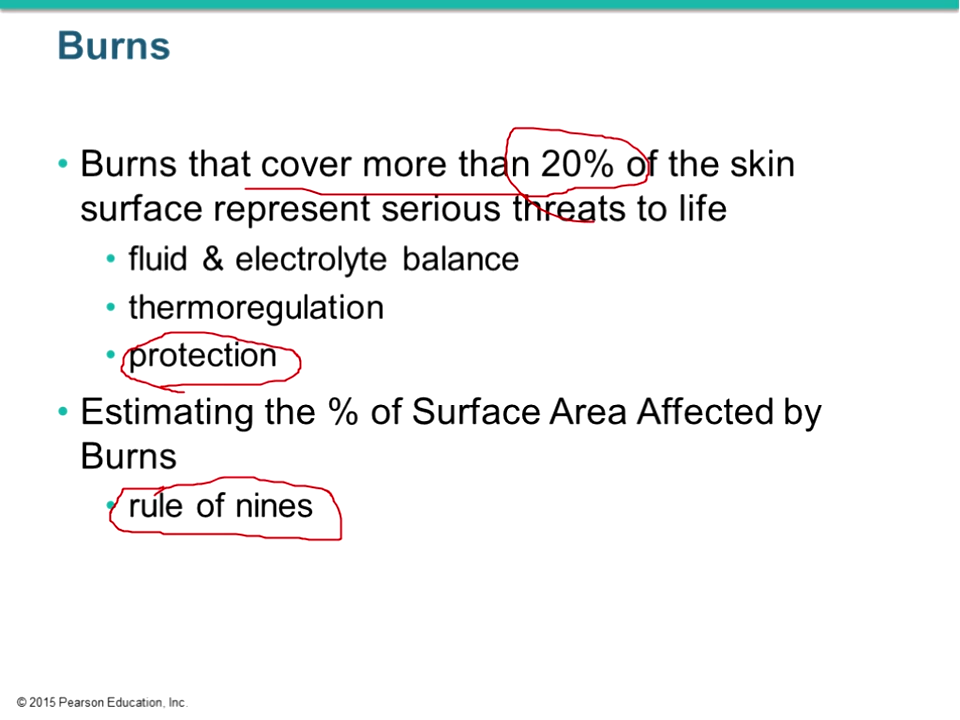 Burns
• Burns that cover more than 20% of the skin
surface represent serious threats to life
• fluid & electrolyte balance
• thermoregulation
• protection
• Estimating the % of Surface Area Affected by
Burns
• rule of nines
© 2015 Pearson Education, Inc.